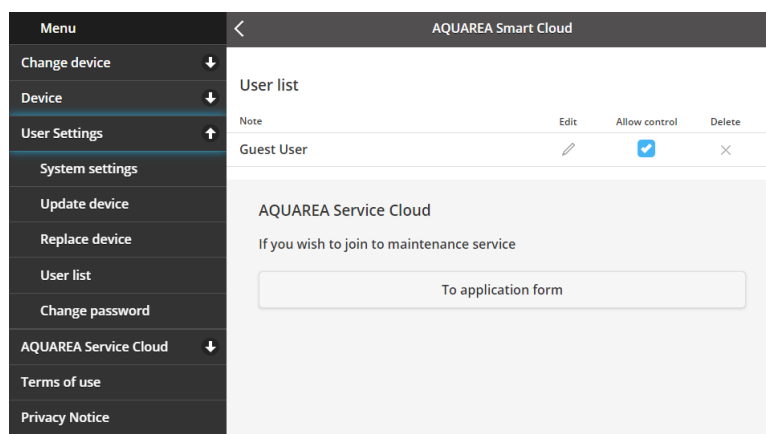 Menu
AQUAREA Smart Cloud
Change device
Device
User Settings
System settings
Update device
Replace device
User list
Change password
AQUAREA Service Cloud
Terms of use
Privacy Notice
User list
Note Edit Allow control Delete
Guest User
AQUAREA Service Cloud
If you wish to join to maintenance service
To application form